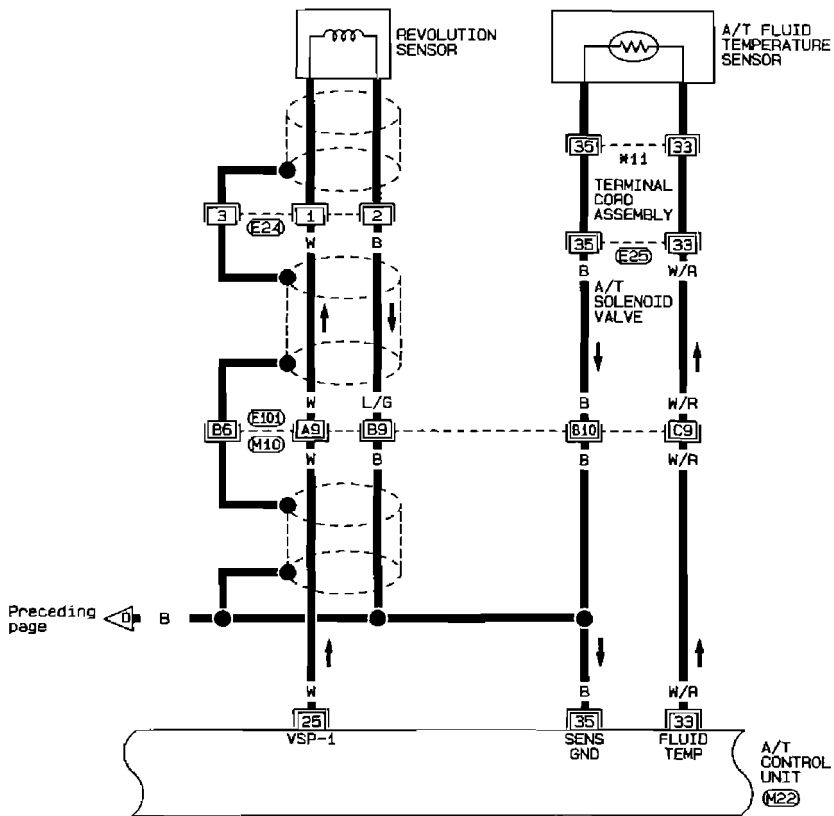 REVOLUTION
SENSOR
A/T FLUID
TEMPERATURE
SENSOR
35 33
※11
TERMINAL
CORD
ASSEMBLY
3 1 2
E24
W B
35 33
E25
B W/R
A/T
SOLENOID
VALVE
W L/G B W/R
E101
B6 A9 B9 B10 C9
M10
W B B W/R
Preceding
page
D B
W B W/R
25 35 33
VSP-1 SENS
GND FLUID
TEMP
A/T
CONTROL
UNIT
M22